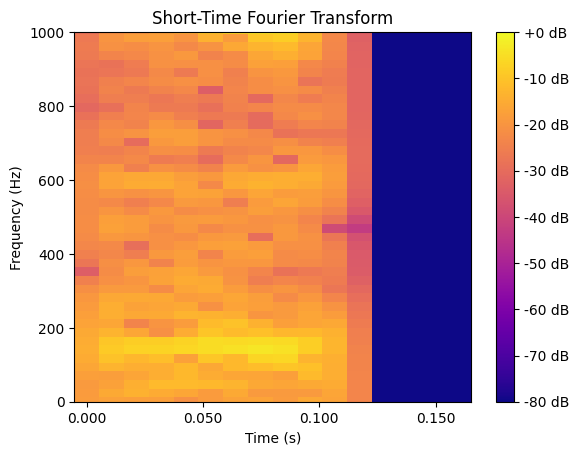 Short-Time Fourier Transform
1000
800
600
400
200
0
Frequency (Hz)
0.000
0.050
0.100
0.150
Time (s)
+0 dB
-10 dB
-20 dB
-30 dB
-40 dB
-50 dB
-60 dB
-70 dB
-80 dB